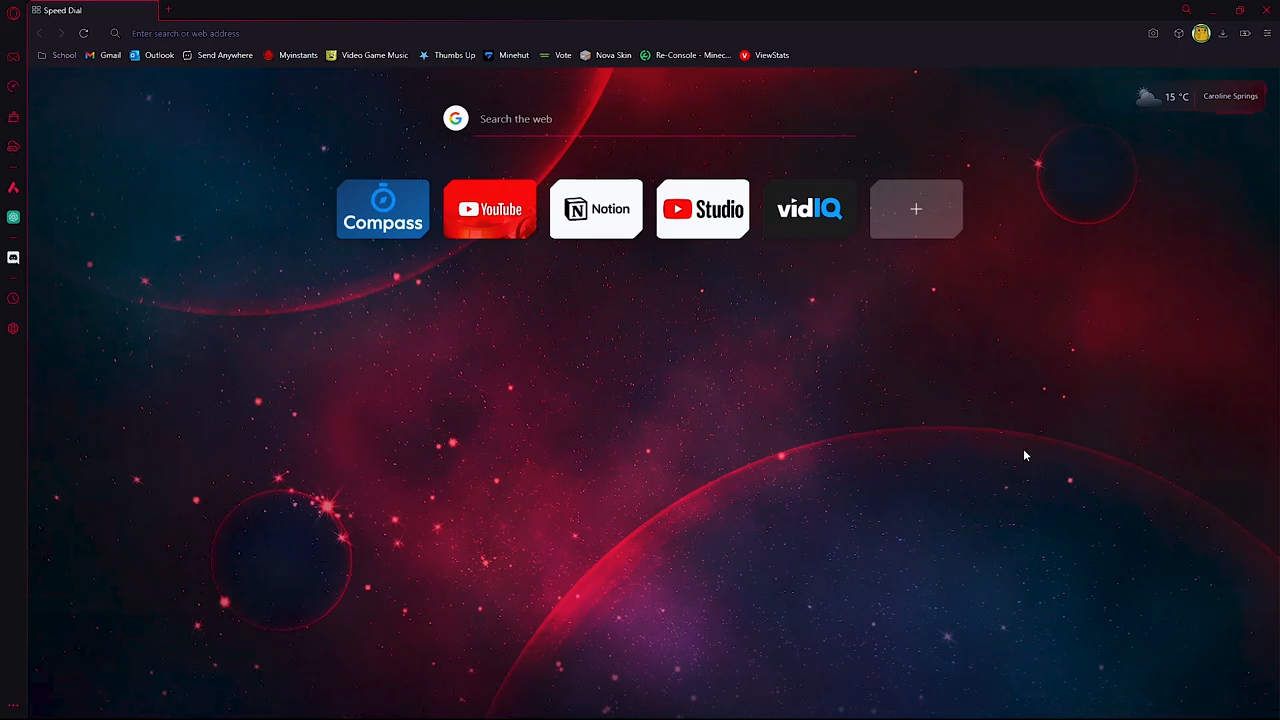 Speed Dial
Enter search or web address
School Gmail Outlook Send Anywhere Myinstants Video Game Music Thumbs Up Minehut Vote Nova Skin Re-Console - Minec... ViewStats
15 °C Caroline Springs
Search the web
Compass YouTube Notion Studio vidIQ